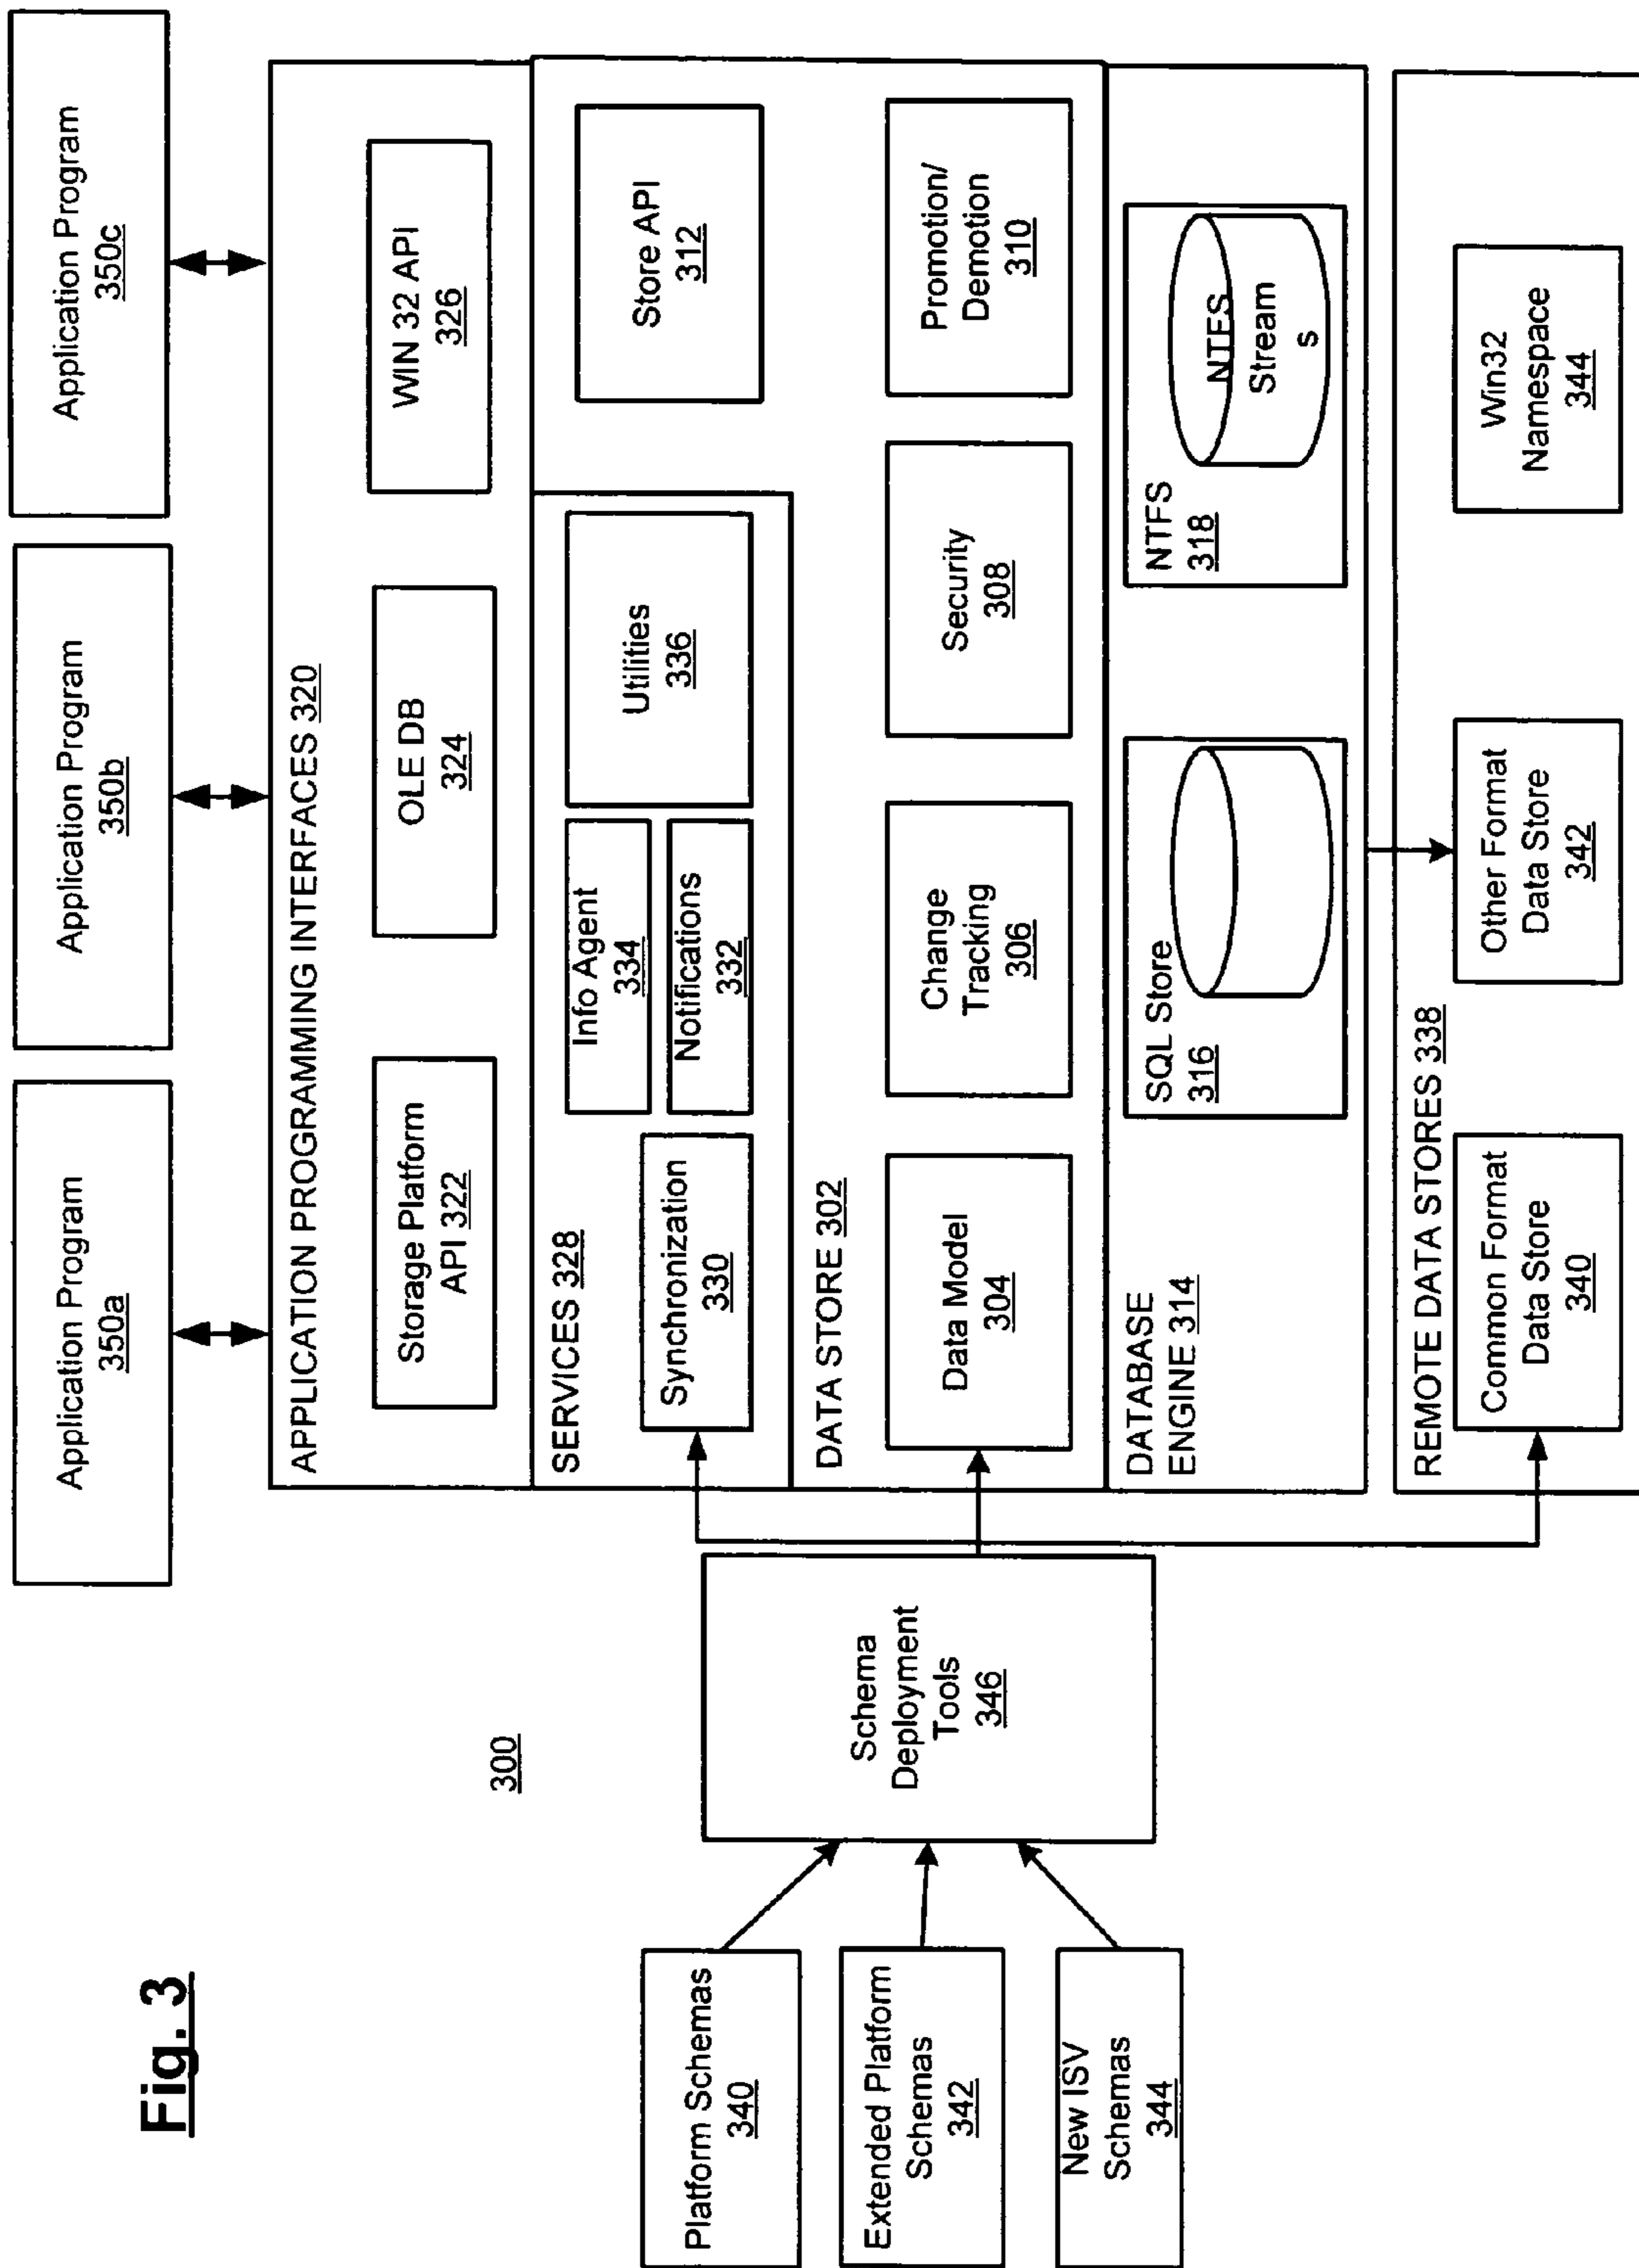 Fig. 3
300
Application Program
350a
Application Program
350b
Application Program
350c
APPLICATION PROGRAMMING INTERFACES 320
Storage Platform
API 322
OLE DB
324
WIN 32 API
326
SERVICES 328
Synchronization
330
Info Agent
334
Notifications
332
Utilities
336
Store API
312
DATA STORE 302
Data Model
304
Change
Tracking
306
Security
308
Promotion/
Demotion
310
DATABASE
ENGINE 314
SQL Store
316
NTFS
318
NTFS
Stream
s
REMOTE DATA STORES 338
Common Format
Data Store
340
Other Format
Data Store
342
Win32
Namespace
344
Schema
Deployment
Tools
346
Platform Schemas
340
Extended Platform
Schemas
342
New ISV
Schemas
344